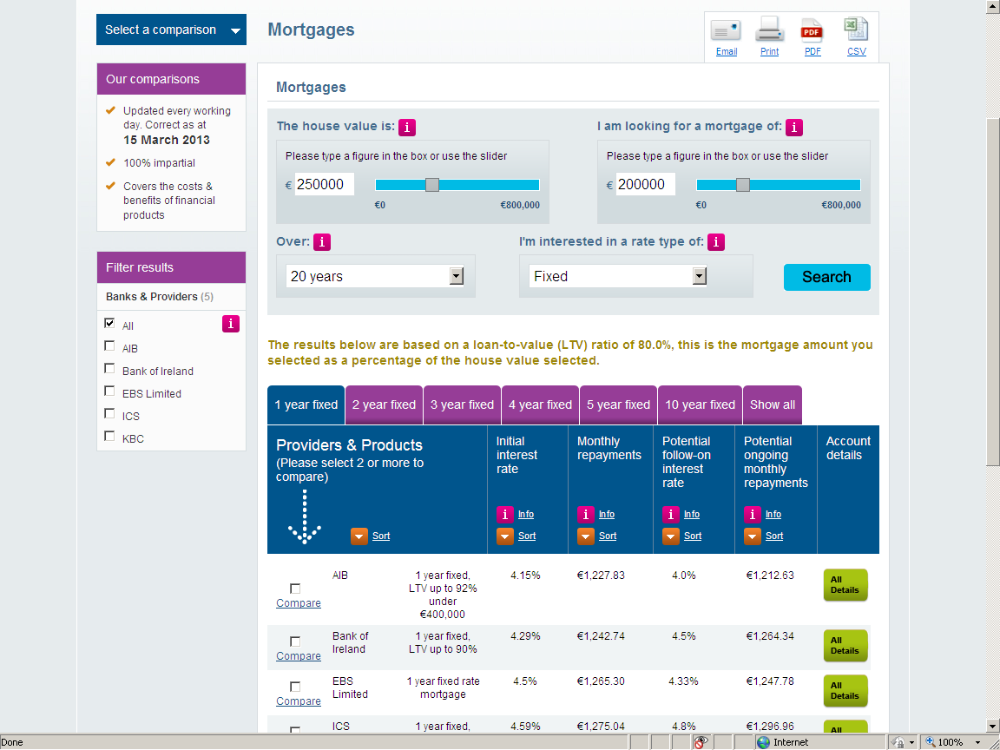 Select a comparison
Mortgages
Email
Print
PDF
PDF
CSV
Our comparisons
Updated every working
day. Correct as at
15 March 2013
100% impartial
Covers the costs &
benefits of financial
products
Filter results
Banks & Providers (5)
All
i
AIB
Bank of Ireland
EBS Limited
ICS
KBC
Mortgages
The house value is: i
Please type a figure in the box or use the slider
€ 250000
€0 €800,000
I am looking for a mortgage of: i
Please type a figure in the box or use the slider
€ 200000
€0 €800,000
Over: i
20 years
I'm interested in a rate type of: i
Fixed
Search
The results below are based on a loan-to-value (LTV) ratio of 80.0%, this is the mortgage amount you
selected as a percentage of the house value selected.
1 year fixed 2 year fixed 3 year fixed 4 year fixed 5 year fixed 10 year fixed Show all
Providers & Products
(Please select 2 or more to
compare)
Sort
Initial
interest
rate
i Info
Sort
Monthly
repayments
i Info
Sort
Potential
follow-on
interest
rate
i Info
Sort
Potential
ongoing
monthly
repayments
i Info
Sort
Account
details
Compare
AIB
1 year fixed,
LTV up to 92%
under
€400,000
4.15% €1,227.83 4.0% €1,212.63
All
Details
Compare
Bank of
Ireland
1 year fixed,
LTV up to 90%
4.29% €1,242.74 4.5% €1,264.34
All
Details
Compare
EBS
Limited
1 year fixed rate
mortgage
4.5% €1,265.30 4.33% €1,247.78
All
Details
ICS
1 year fixed,
4.59% €1,275.04 4.8% €1,296.96
All
Done
Internet
100%